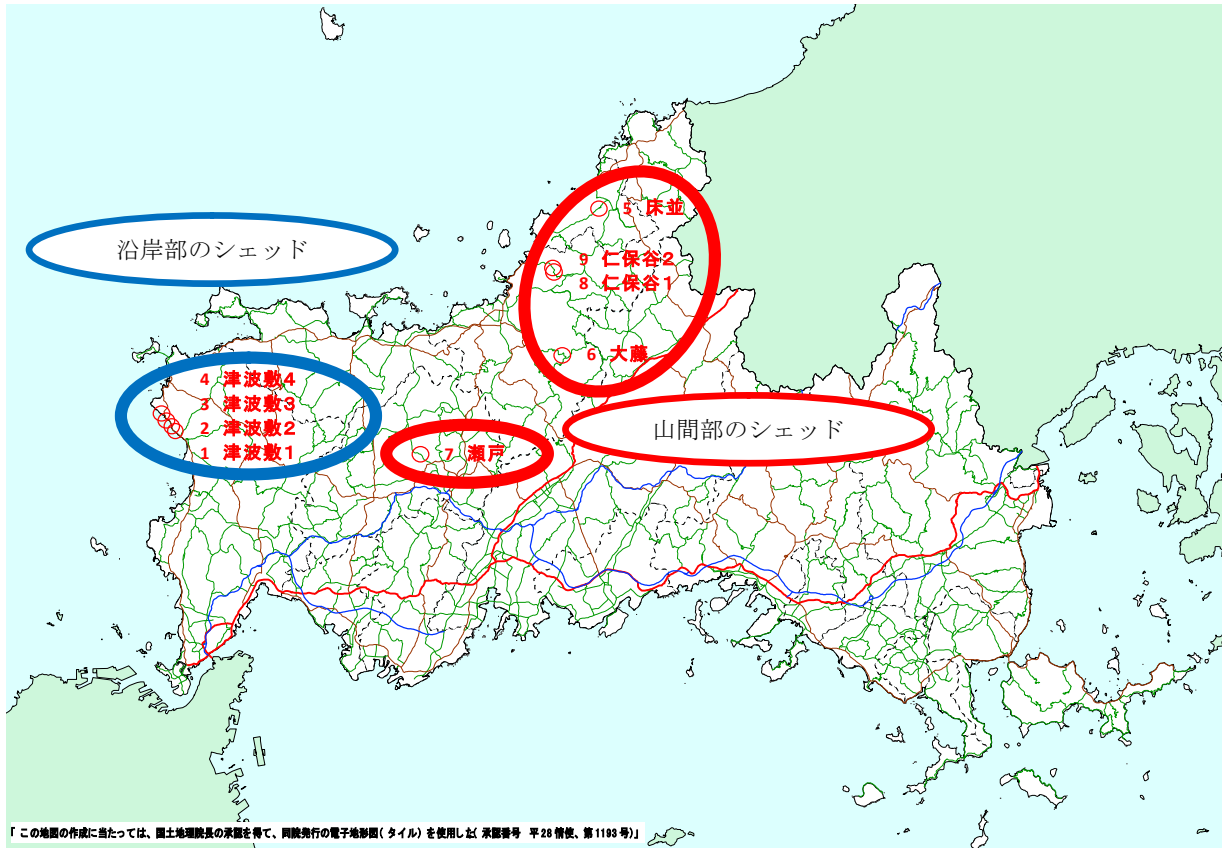 5 床並
沿岸部のシェッド
9 仁保谷2
8 仁保谷1
6 大藤
4 津波敷4
3 津波敷3
2 津波敷2
1 津波敷1
山間部のシェッド
7 瀬戸
「 この地図の作成に当たっては、国土地理院長の承認を得て、同院発行の電子地形図( タイル) を使用した( 承認番号 平28情使、第1193号)」